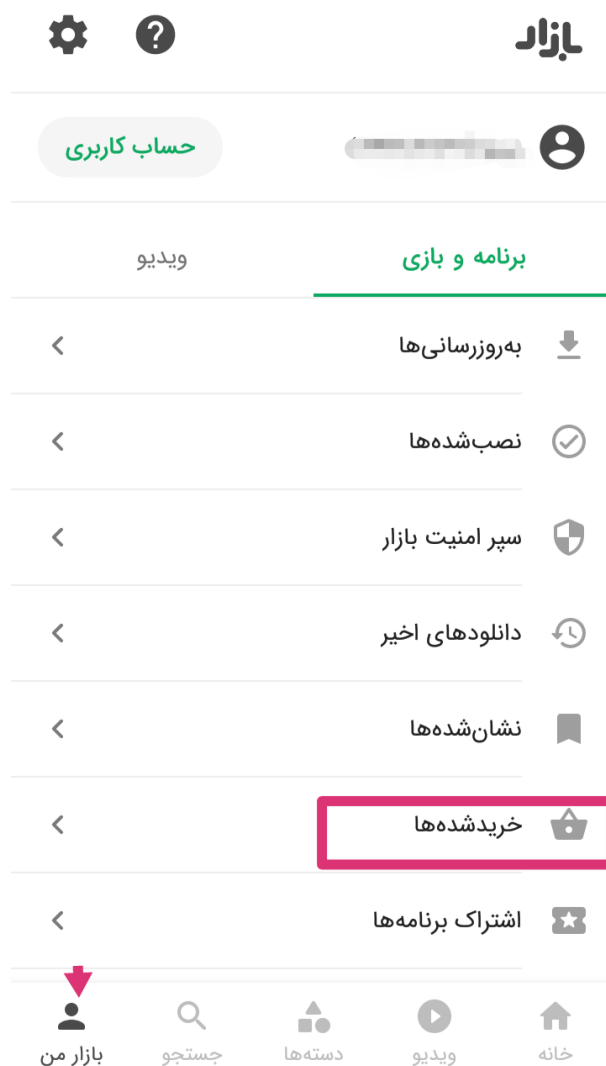 بازار
حساب کاربری
برنامه و بازی
ویدیو
به‌روزرسانی‌ها
نصب‌شده‌ها
سپر امنیت بازار
دانلودهای اخیر
نشان‌شده‌ها
خریدشده‌ها
اشتراک برنامه‌ها
خانه
ویدیو
دسته‌ها
جستجو
بازار من